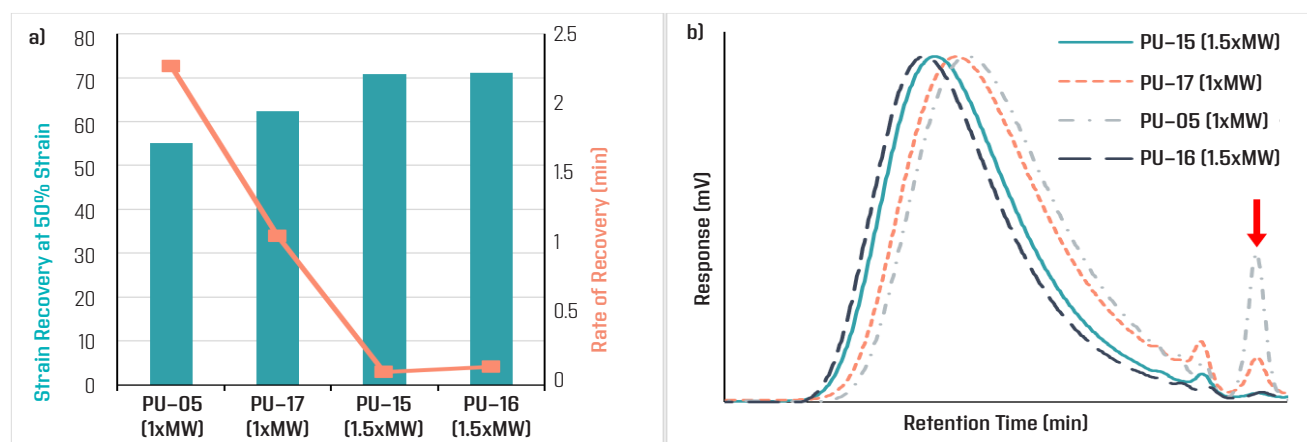 a)
Strain Recovery at 50% Strain
80
70
60
50
40
30
20
10
0
2.5
2
1.5
1
0.5
0
Rate of Recovery (min)
PU–05
(1xMW)
PU–17
(1xMW)
PU–15
(1.5xMW)
PU–16
(1.5xMW)
b)
Response (mV)
Retention Time (min)
PU–15 (1.5xMW)
PU–17 (1xMW)
PU–05 (1xMW)
PU–16 (1.5xMW)